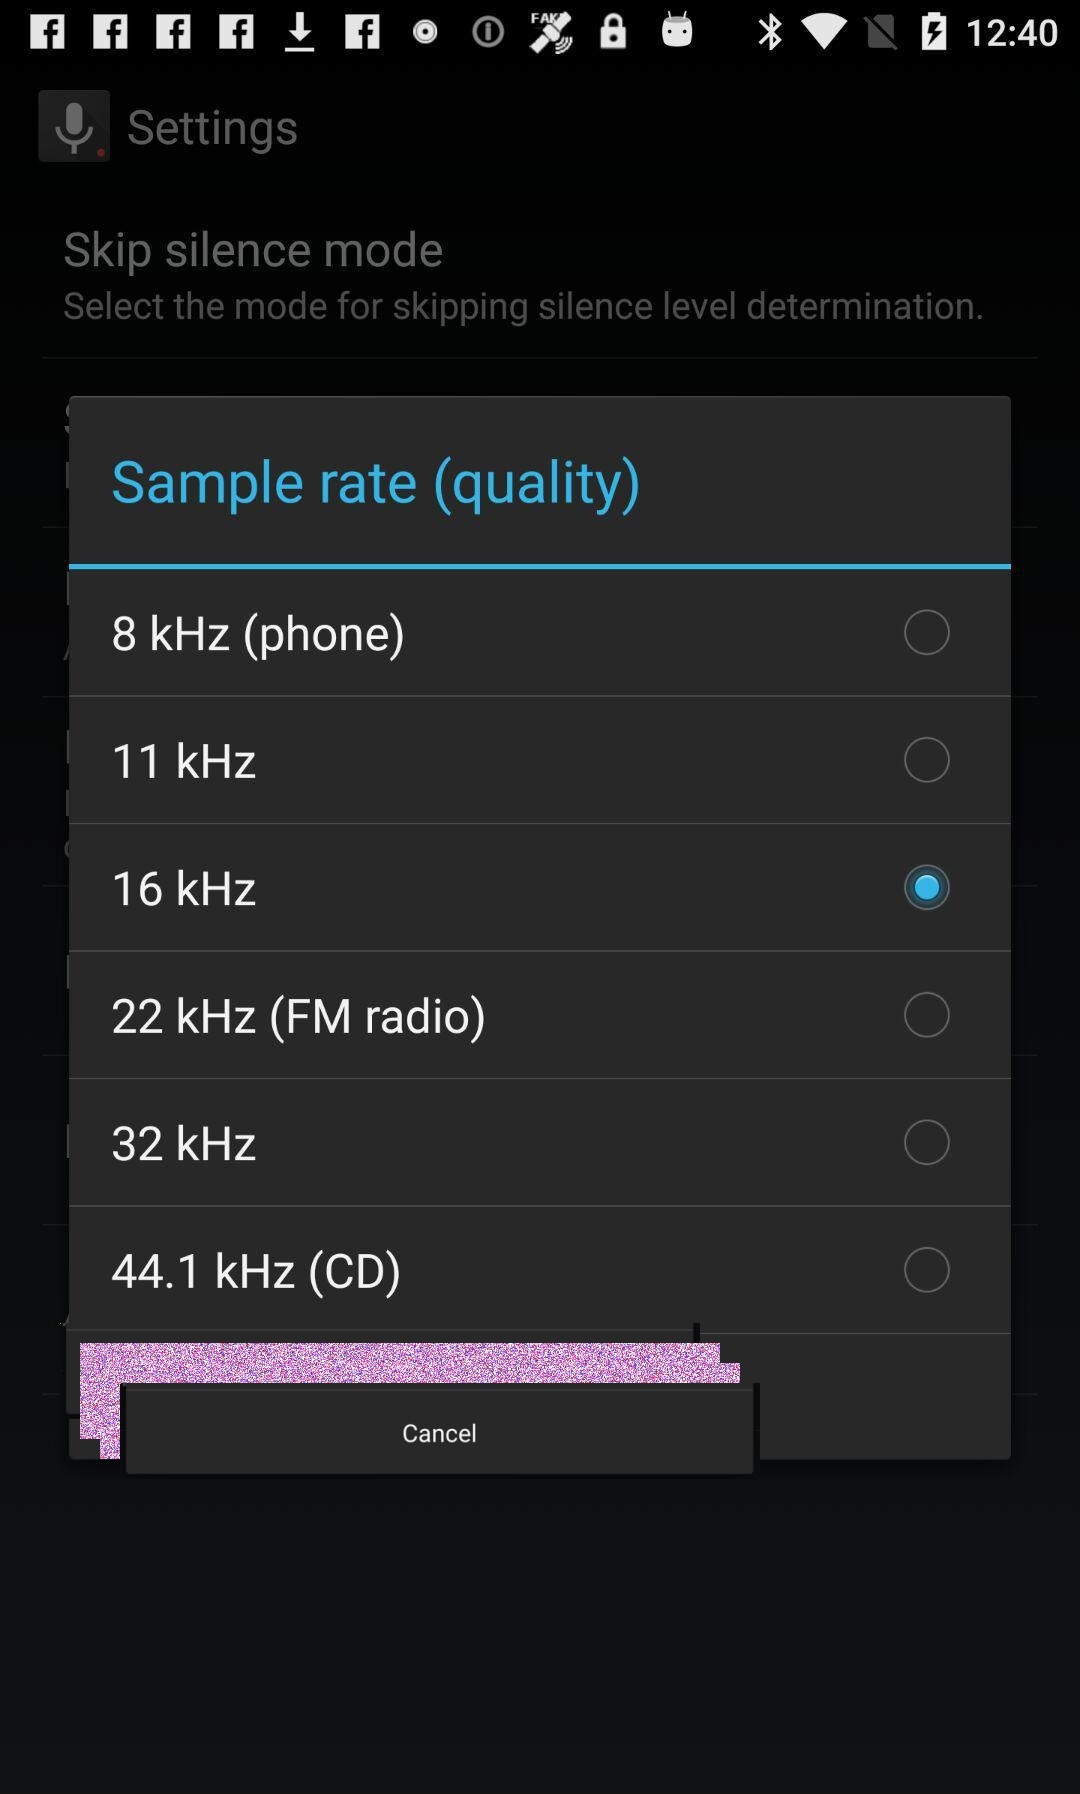 FAKE
12:40
Settings
Skip silence mode
Select the mode for skipping silence level determination.
Sample rate (quality)
8 kHz (phone)
11 kHz
16 kHz
22 kHz (FM radio)
32 kHz
44.1 kHz (CD)
Cancel